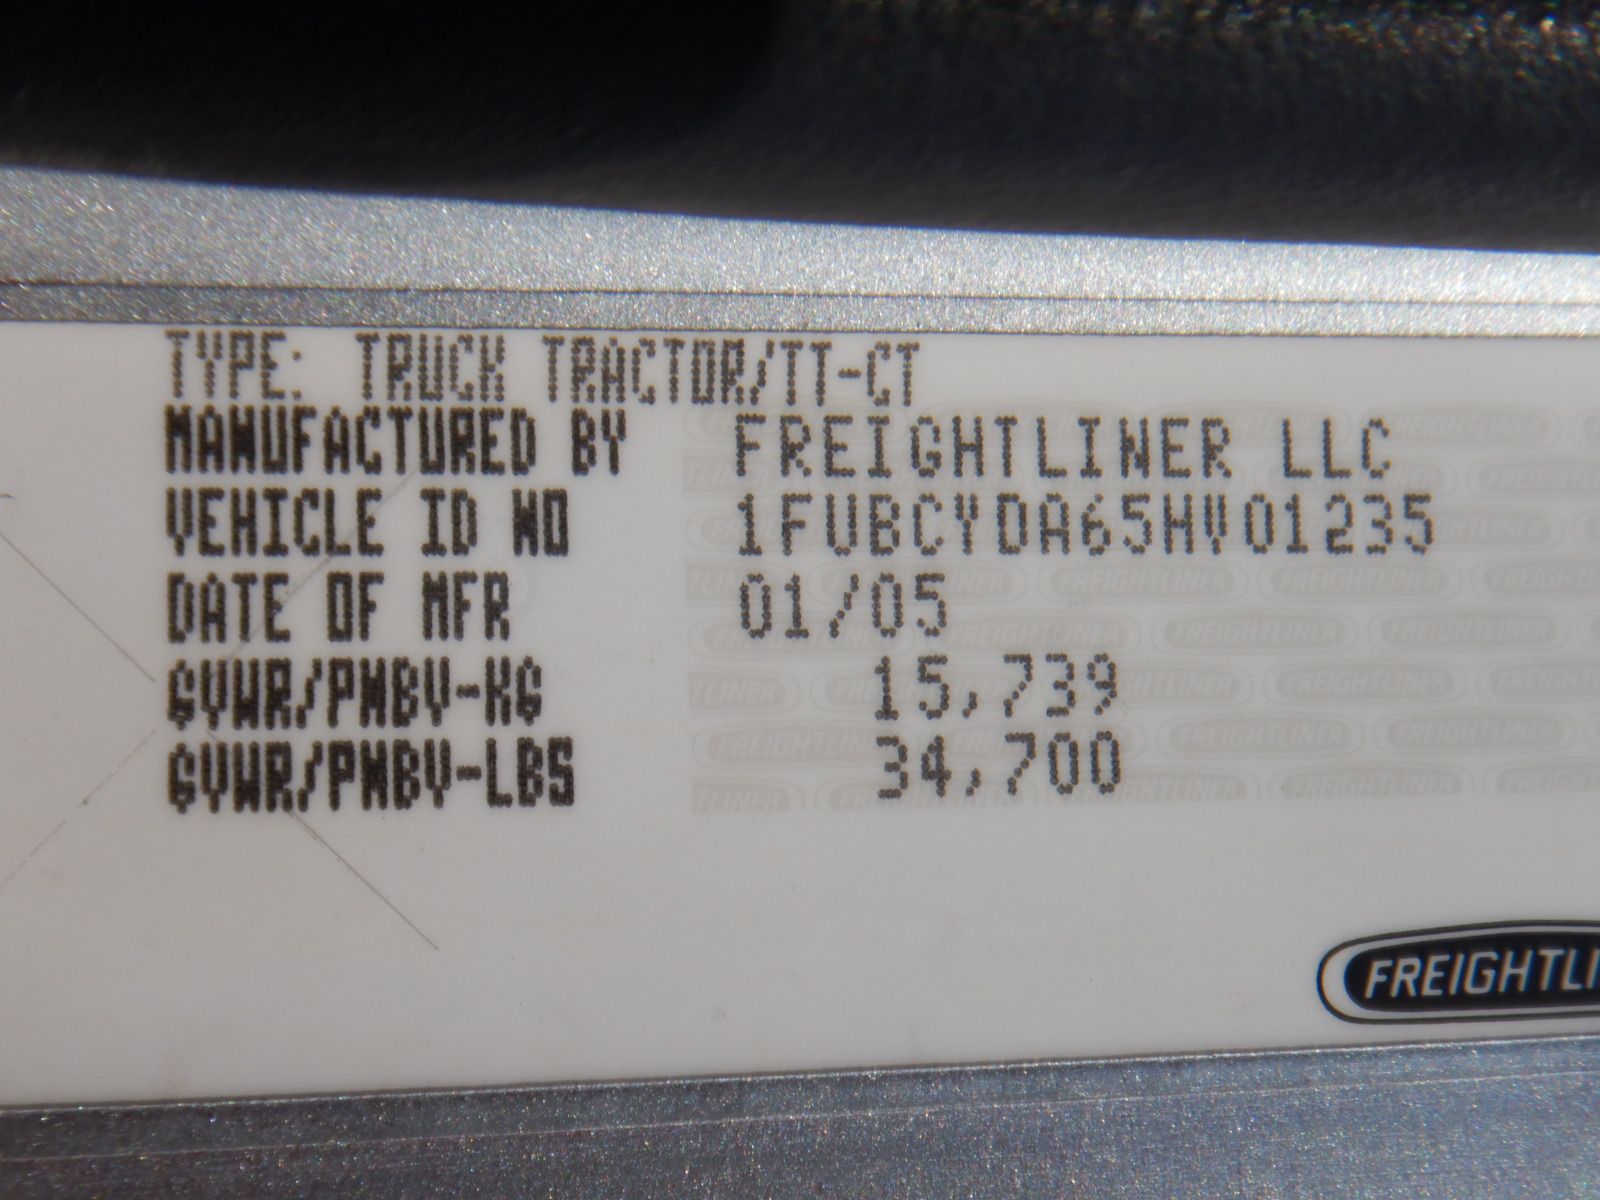 TYPE: TRUCK TRACTOR/TT-CT
MANUFACTURED BY FREIGHTLINER LLC
VEHICLE ID NO 1FUBCYDA65HV01235
DATE OF MFR 01/05
GVWR/PNBV-KG 15,739
GVWR/PNBV-LBS 34,700
FREIGHTLI